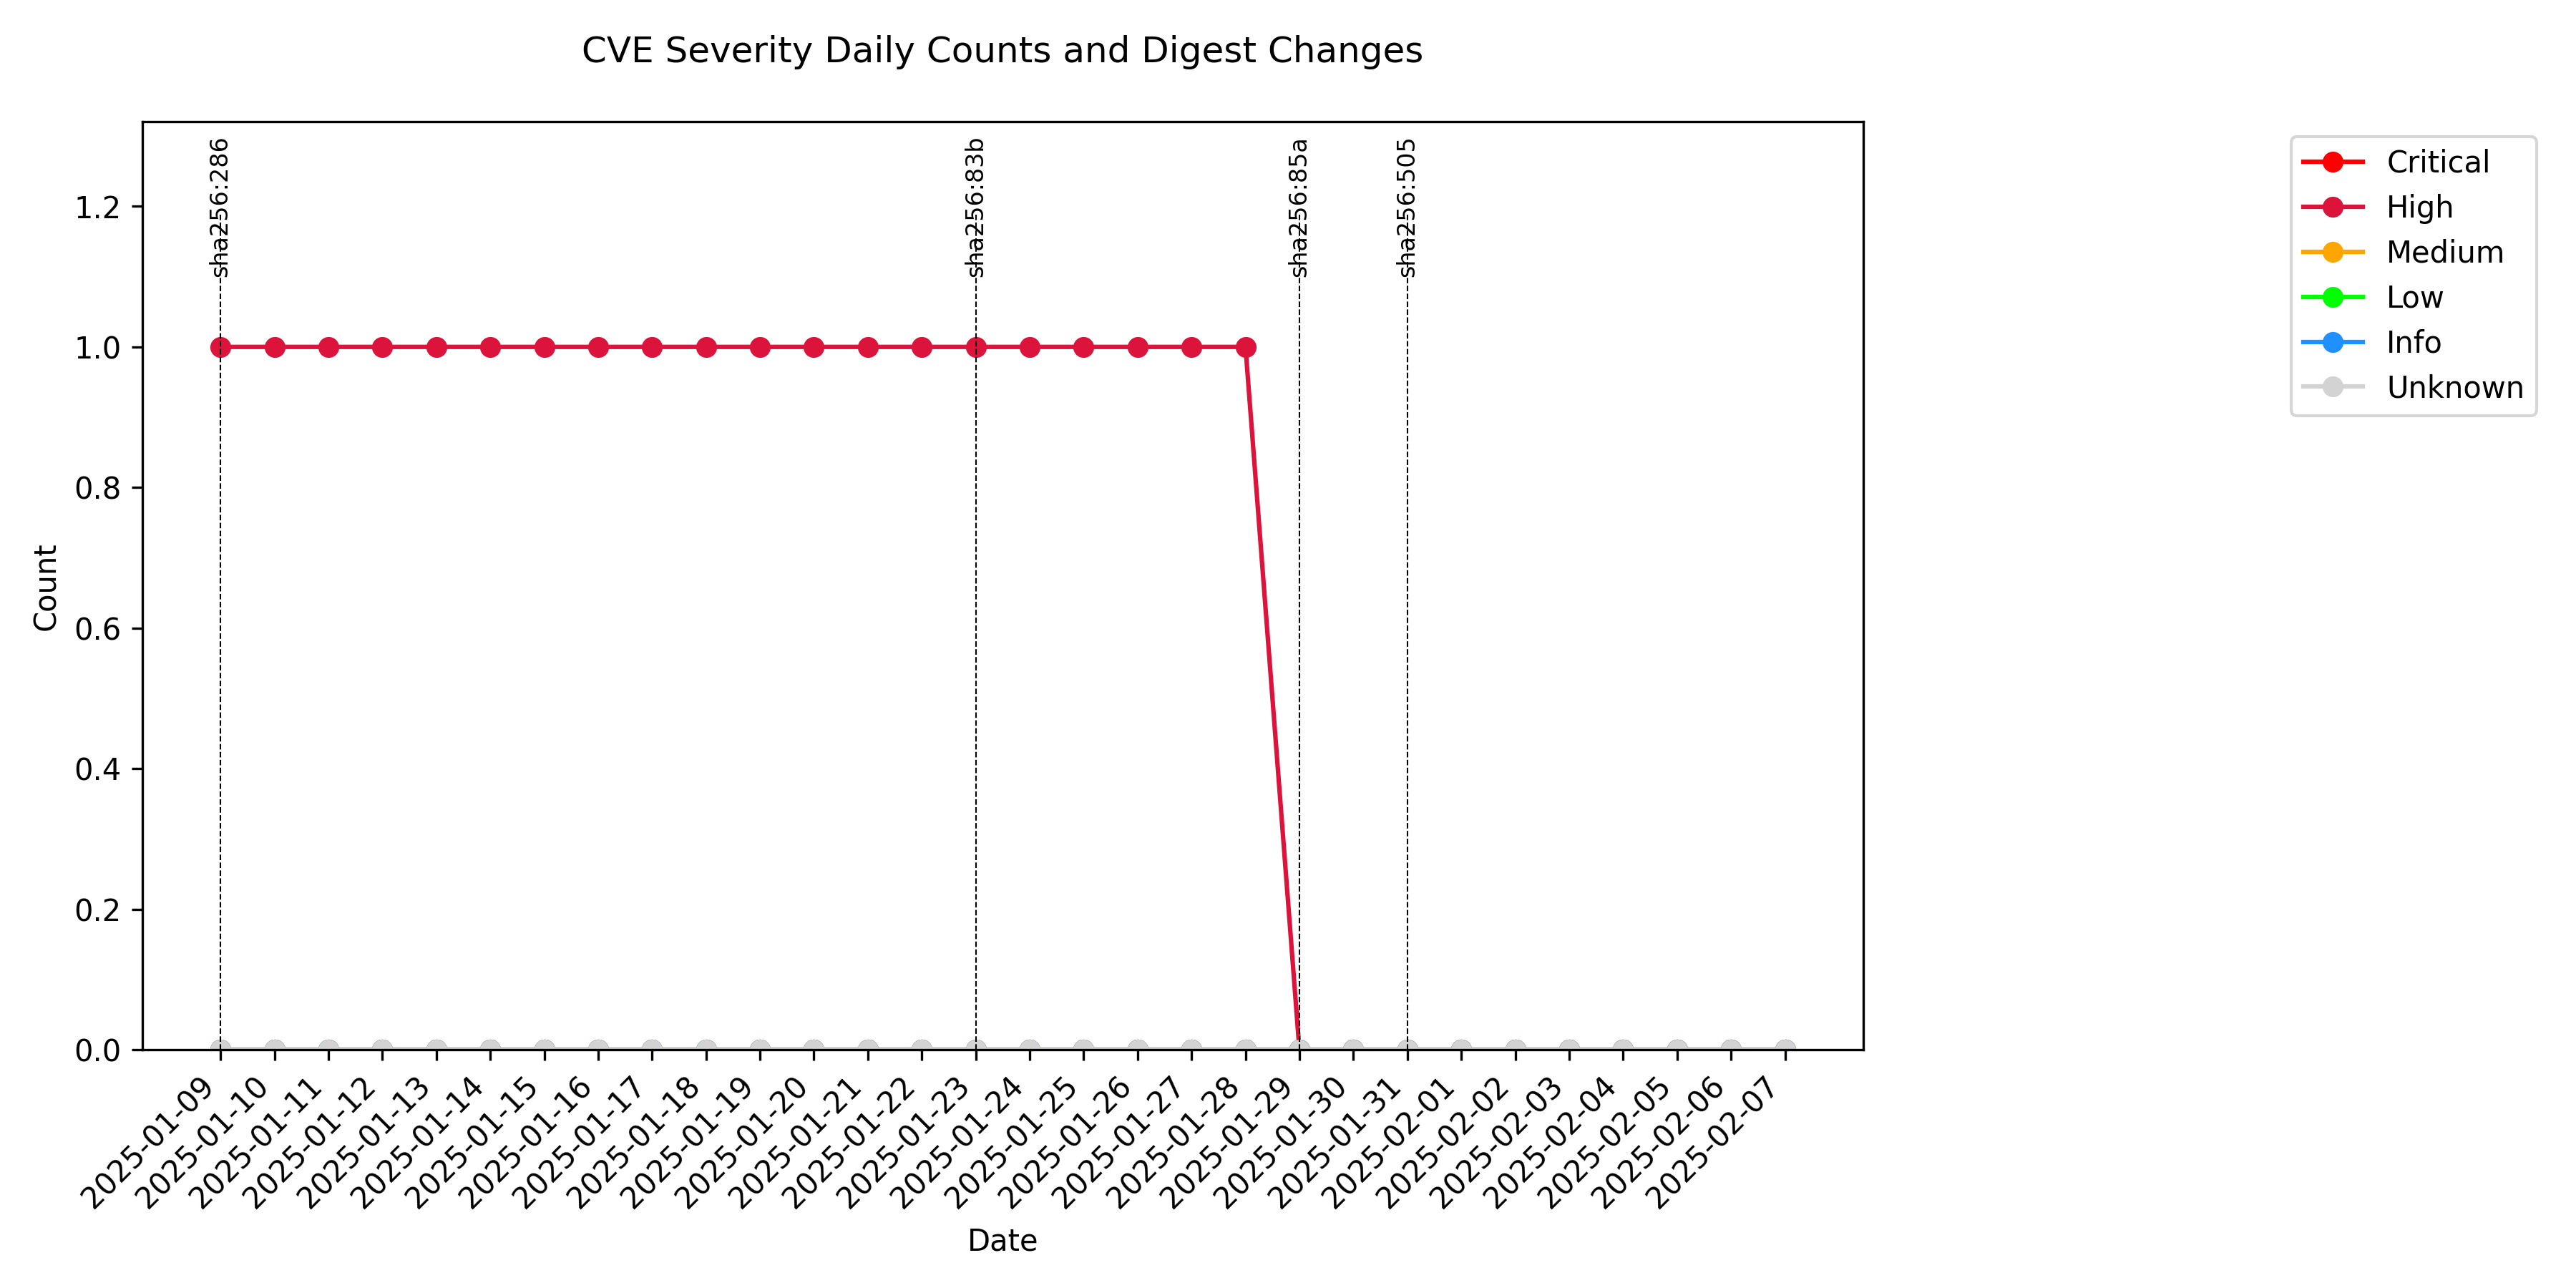 CVE Severity Daily Counts and Digest Changes
sha256:286
sha256:83b
sha256:85a
sha256:505
Critical
High
Medium
Low
Info
Unknown
Count
1.2
1.0
0.8
0.6
0.4
0.2
0.0
2025-01-09
2025-01-10
2025-01-11
2025-01-12
2025-01-13
2025-01-14
2025-01-15
2025-01-16
2025-01-17
2025-01-18
2025-01-19
2025-01-20
2025-01-21
2025-01-22
2025-01-23
2025-01-24
2025-01-25
2025-01-26
2025-01-27
2025-01-28
2025-01-29
2025-01-30
2025-01-31
2025-02-01
2025-02-02
2025-02-03
2025-02-04
2025-02-05
2025-02-06
2025-02-07
Date